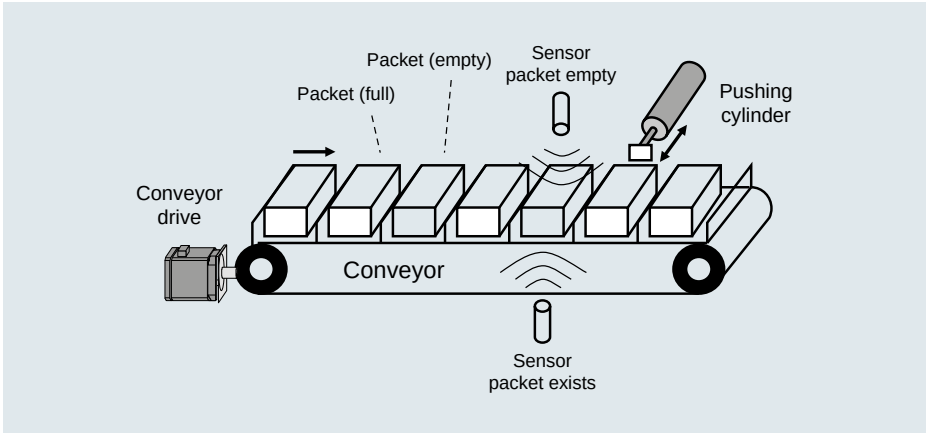 Sensor
packet empty
Packet (empty)
Packet (full)
Pushing
cylinder
Conveyor
drive
Conveyor
Sensor
packet exists